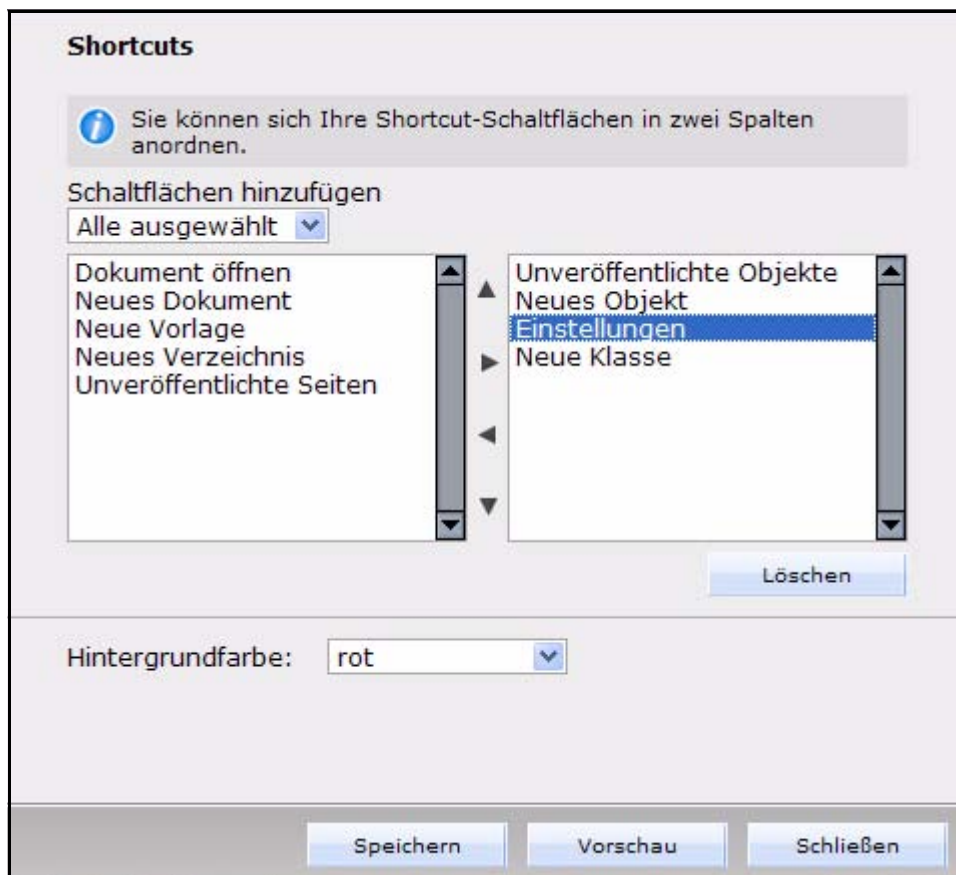 Shortcuts
Sie können sich Ihre Shortcut-Schaltflächen in zwei Spalten
anordnen.
Schaltflächen hinzufügen
Alle ausgewählt
Dokument öffnen
Neues Dokument
Neue Vorlage
Neues Verzeichnis
Unveröffentlichte Seiten
Unveröffentlichte Objekte
Neues Objekt
Einstellungen
Neue Klasse
Löschen
Hintergrundfarbe: rot
Speichern Vorschau Schließen